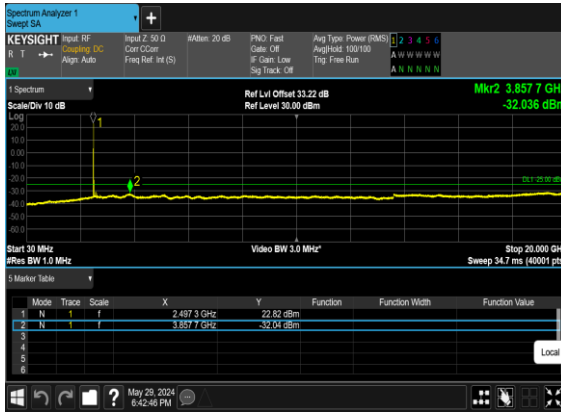 Spectrum Analyzer 1
Swept SA
+
KEYSIGHT Input: RF Input Z: 50 Ω #Atten: 20 dB PNO: Fast Avg Type: Power (RMS) 1 2 3 4 5 6
R T Coupling: DC Corr CCorr Gate: Off Avg|Hold: 100/100 A W W W W W
Align: Auto Freq Ref: Int (S) IF Gain: Low Trig: Free Run
Sig Track: Off A N N N N N
LXI
1 Spectrum Ref Lvl Offset 33.22 dB Mkr2 3.857 7 GH
Scale/Div 10 dB Ref Level 30.00 dBm -32.036 dBm
Log
20.0
10.0
0.00
-10.0
-20.0
-30.0
-40.0
-50.0
-60.0
1
2
DL1 -25.00 dB
Start 30 MHz Video BW 3.0 MHz* Stop 20.000 GH
#Res BW 1.0 MHz Sweep 34.7 ms (40001 pts
5 Marker Table
Mode Trace Scale X Y Function Function Width Function Value
1 N 1 f 2.497 3 GHz 22.82 dBm
2 N 1 f 3.857 7 GHz -32.04 dBm
3
4
5
6
Local
? May 29, 2024
6:42:46 PM